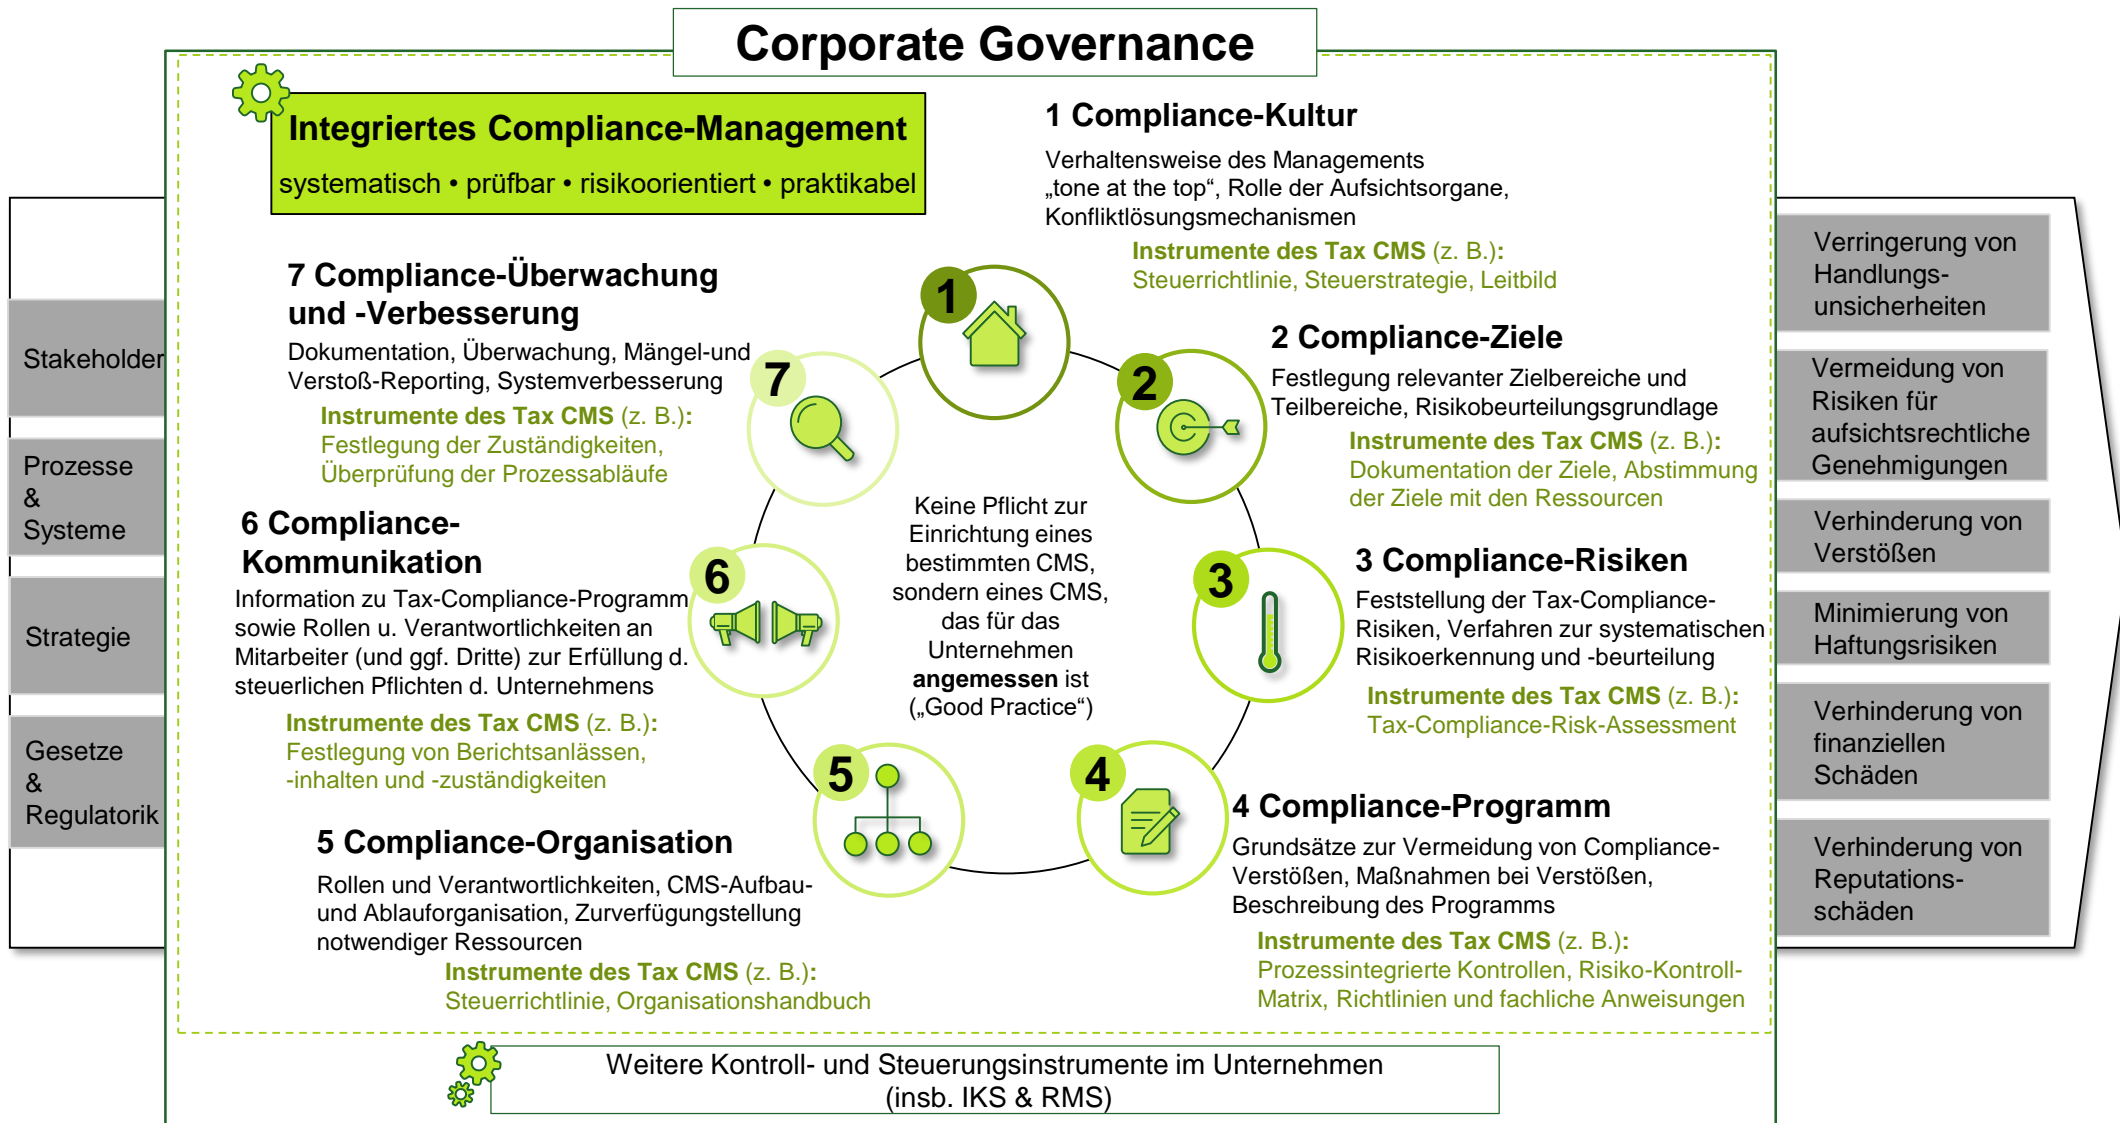 Corporate Governance
Integriertes Compliance-Management
systematisch • prüfbar • risikoorientiert • praktikabel
Stakeholder
Prozesse
&
Systeme
Strategie
Gesetze
&
Regulatorik
1 Compliance-Kultur
Verhaltensweise des Managements
„tone at the top“, Rolle der Aufsichtsorgane,
Konfliktlösungsmechanismen
Instrumente des Tax CMS (z. B.):
Steuerrichtlinie, Steuerstrategie, Leitbild
2 Compliance-Ziele
Festlegung relevanter Zielbereiche und
Teilbereiche, Risikobeurteilungsgrundlage
Instrumente des Tax CMS (z. B.):
Dokumentation der Ziele, Abstimmung
der Ziele mit den Ressourcen
3 Compliance-Risiken
Feststellung der Tax-Compliance-
Risiken, Verfahren zur systematischen
Risikoerkennung und -beurteilung
Instrumente des Tax CMS (z. B.):
Tax-Compliance-Risk-Assessment
4 Compliance-Programm
Grundsätze zur Vermeidung von Compliance-
Verstößen, Maßnahmen bei Verstößen,
Beschreibung des Programms
Instrumente des Tax CMS (z. B.):
Prozessintegrierte Kontrollen, Risiko-Kontroll-
Matrix, Richtlinien und fachliche Anweisungen
5 Compliance-Organisation
Rollen und Verantwortlichkeiten, CMS-Aufbau-
und Ablauforganisation, Zurverfügungstellung
notwendiger Ressourcen
Instrumente des Tax CMS (z. B.):
Steuerrichtlinie, Organisationshandbuch
6 Compliance-
Kommunikation
Information zu Tax-Compliance-Programm
sowie Rollen u. Verantwortlichkeiten an
Mitarbeiter (und ggf. Dritte) zur Erfüllung d.
steuerlichen Pflichten d. Unternehmens
Instrumente des Tax CMS (z. B.):
Festlegung von Berichtsanlässen,
-inhalten und -zuständigkeiten
7 Compliance-Überwachung
und -Verbesserung
Dokumentation, Überwachung, Mängel-und
Verstoß-Reporting, Systemverbesserung
Instrumente des Tax CMS (z. B.):
Festlegung der Zuständigkeiten,
Überprüfung der Prozessabläufe
1
2
3
4
5
6
7
Keine Pflicht zur
Einrichtung eines
bestimmten CMS,
sondern eines CMS,
das für das
Unternehmen
angemessen ist
(„Good Practice“)
Verringerung von
Handlungs-
unsicherheiten
Vermeidung von
Risiken für
aufsichtsrechtliche
Genehmigungen
Verhinderung von
Verstößen
Minimierung von
Haftungsrisiken
Verhinderung von
finanziellen
Schäden
Verhinderung von
Reputations-
schäden
Weitere Kontroll- und Steuerungsinstrumente im Unternehmen
(insb. IKS & RMS)